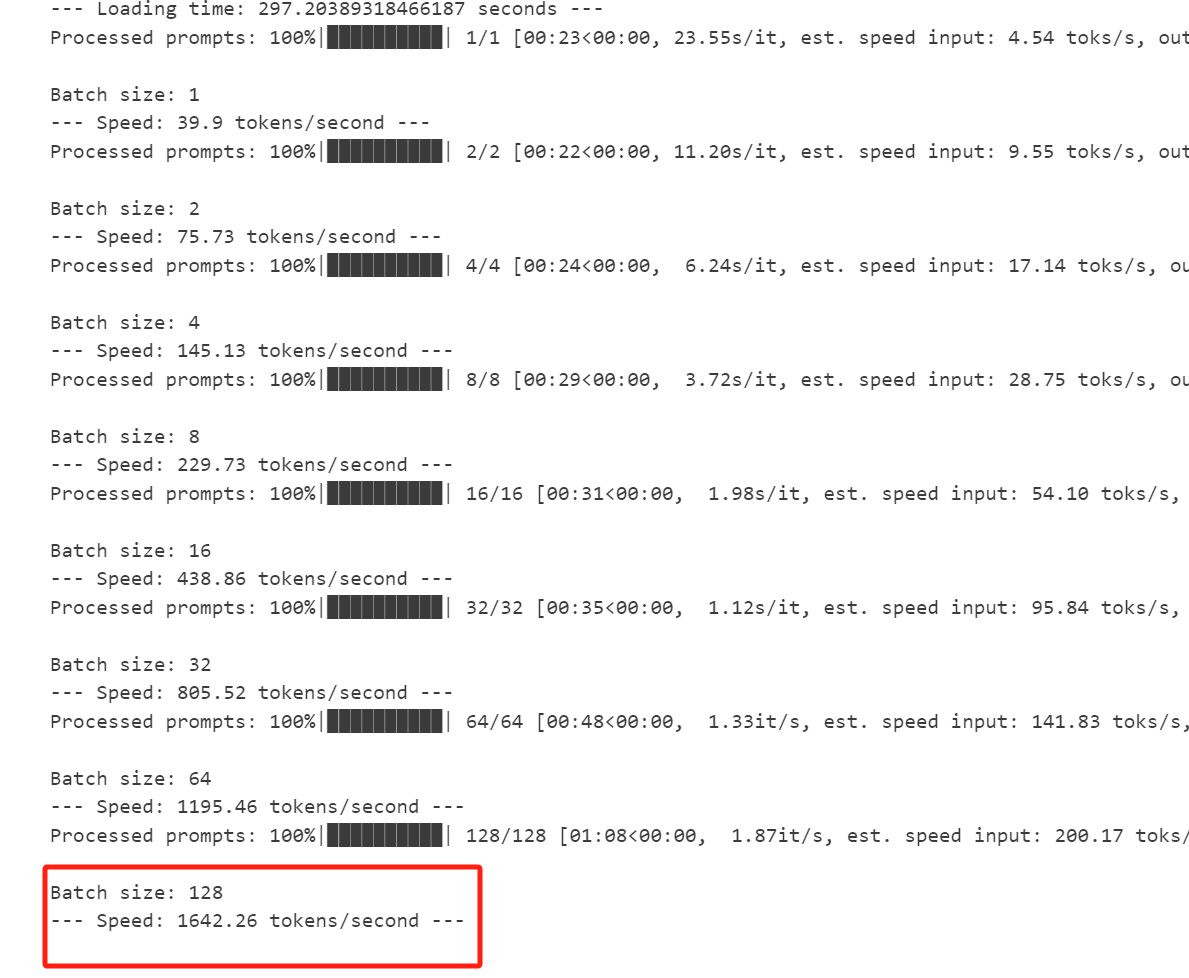 --- Loading time: 297.20389318466187 seconds ---
Processed prompts: 100%|██████████| 1/1 [00:23<00:00, 23.55s/it, est. speed input: 4.54 toks/s, out
Batch size: 1
--- Speed: 39.9 tokens/second ---
Processed prompts: 100%|██████████| 2/2 [00:22<00:00, 11.20s/it, est. speed input: 9.55 toks/s, out
Batch size: 2
--- Speed: 75.73 tokens/second ---
Processed prompts: 100%|██████████| 4/4 [00:24<00:00,  6.24s/it, est. speed input: 17.14 toks/s, ou
Batch size: 4
--- Speed: 145.13 tokens/second ---
Processed prompts: 100%|██████████| 8/8 [00:29<00:00,  3.72s/it, est. speed input: 28.75 toks/s, ou
Batch size: 8
--- Speed: 229.73 tokens/second ---
Processed prompts: 100%|██████████| 16/16 [00:31<00:00,  1.98s/it, est. speed input: 54.10 toks/s,
Batch size: 16
--- Speed: 438.86 tokens/second ---
Processed prompts: 100%|██████████| 32/32 [00:35<00:00,  1.12s/it, est. speed input: 95.84 toks/s,
Batch size: 32
--- Speed: 805.52 tokens/second ---
Processed prompts: 100%|██████████| 64/64 [00:48<00:00,  1.33it/s, est. speed input: 141.83 toks/s,
Batch size: 64
--- Speed: 1195.46 tokens/second ---
Processed prompts: 100%|██████████| 128/128 [01:08<00:00,  1.87it/s, est. speed input: 200.17 toks/
Batch size: 128
--- Speed: 1642.26 tokens/second ---